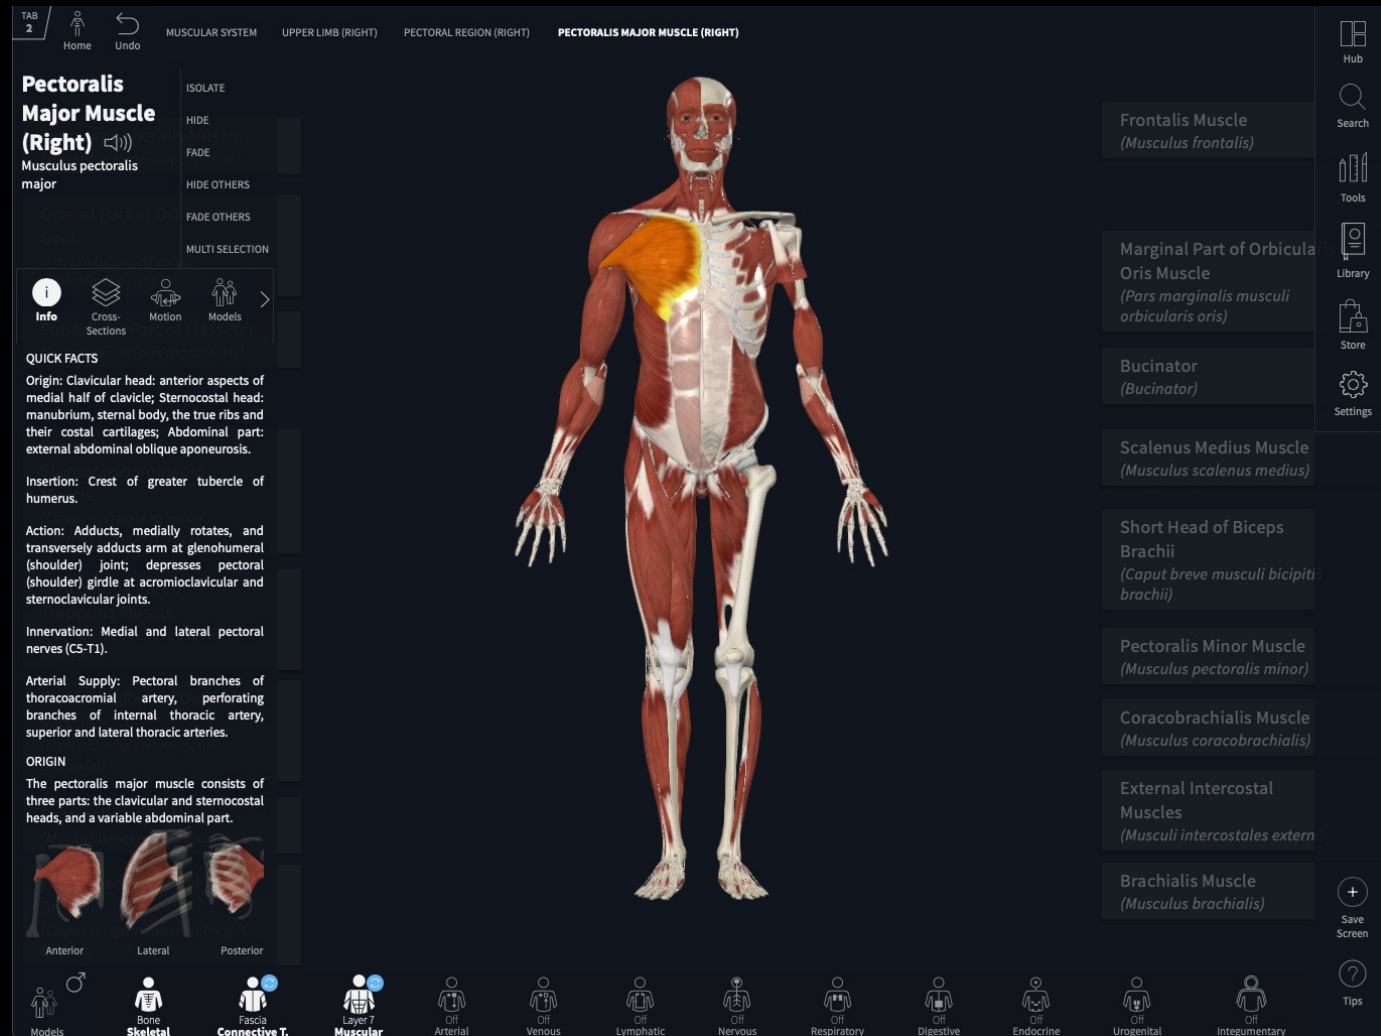 TAB
2
Home
Undo
MUSCULAR SYSTEM
UPPER LIMB (RIGHT)
PECTORAL REGION (RIGHT)
PECTORALIS MAJOR MUSCLE (RIGHT)
Pectoralis
Major Muscle
(Right)
Musculus pectoralis
major
ISOLATE
HIDE
FADE
HIDE OTHERS
FADE OTHERS
MULTI SELECTION
Info
Cross-
Sections
Motion
Models
QUICK FACTS
Origin: Clavicular head: anterior aspects of
medial half of clavicle; Sternocostal head:
manubrium, sternal body, the true ribs and
their costal cartilages; Abdominal part:
external abdominal oblique aponeurosis.
Insertion: Crest of greater tubercle of
humerus.
Action: Adducts, medially rotates, and
transversely adducts arm at glenohumeral
(shoulder) joint; depresses pectoral
(shoulder) girdle at acromioclavicular and
sternoclavicular joints.
Innervation: Medial and lateral pectoral
nerves (C5-T1).
Arterial Supply: Pectoral branches of
thoracoacromial artery, perforating
branches of internal thoracic artery,
superior and lateral thoracic arteries.
ORIGIN
The pectoralis major muscle consists of
three parts: the clavicular and sternocostal
heads, and a variable abdominal part.
Anterior
Lateral
Posterior
Frontalis Muscle
(Musculus frontalis)
Marginal Part of Orbicularis
Oris Muscle
(Pars marginalis musculi
orbicularis oris)
Bucinator
(Bucinator)
Scalenus Medius Muscle
(Musculus scalenus medius)
Short Head of Biceps
Brachii
(Caput breve musculi bicipitis
brachii)
Pectoralis Minor Muscle
(Musculus pectoralis minor)
Coracobrachialis Muscle
(Musculus coracobrachialis)
External Intercostal
Muscles
(Musculi intercostales extern
Brachialis Muscle
(Musculus brachialis)
Hub
Search
Tools
Library
Store
Settings
Save
Screen
Tips
Models
Bone
Skeletal
Fascia
Connective T.
Layer 7
Muscular
Off
Arterial
Off
Venous
Off
Lymphatic
Off
Nervous
Off
Respiratory
Off
Digestive
Off
Endocrine
Off
Urogenital
Off
Integumentary